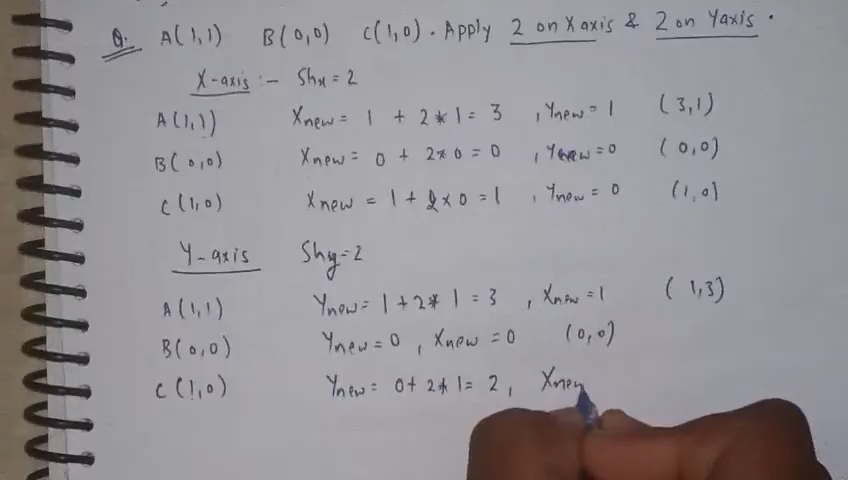 Q. A(1,1) B(0,0) C(1,0). Apply 2 on Xaxis & 2 on Yaxis.
X-axis :- Shx=2
A(1,1) Xnew= 1 + 2*1=3 ,Ynew=1 (3,1)
B(0,0) Xnew= 0 + 2*0=0 ,Ynew=0 (0,0)
C(1,0) Xnew = 1+2×0=1 ,Ynew=0 (1,0)
Y-axis Shy=2
A(1,1) Ynew=1+2*1=3 , Xnew=1 (1,3)
B(0,0) Ynew=0 , Xnew=0 (0,0)
C(1,0) Ynew= 0+2*1=2, Xnew